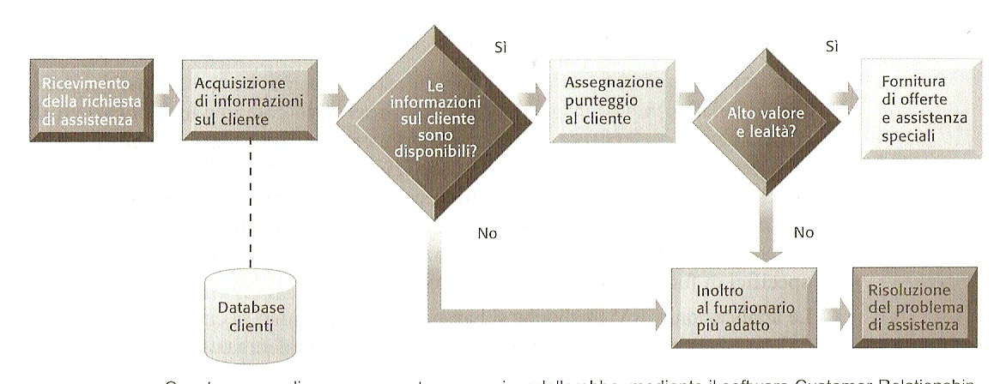 Ricevimento
della richiesta
di assistenza
Acquisizione
di informazioni
sul cliente
Le
informazioni
sul cliente
sono
disponibili?
Sì
Assegnazione
punteggio
al cliente
Alto valore
e lealtà?
Sì
Fornitura
di offerte
e assistenza
speciali
No
No
Database
clienti
Inoltro
al funzionario
più adatto
Risoluzione
del problema
di assistenza